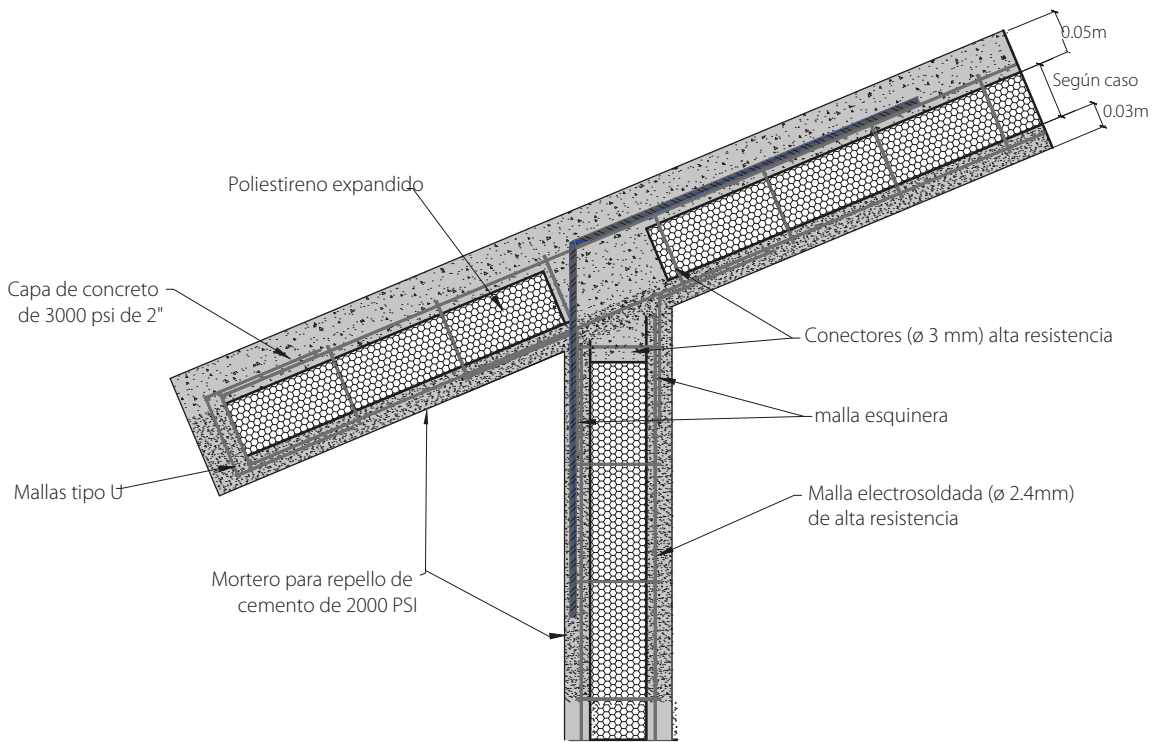 0.05m
Según caso
0.03m
Poliestireno expandido
Capa de concreto
de 3000 psi de 2"
Conectores (ø 3 mm) alta resistencia
malla esquinera
Mallas tipo U
Malla electrosoldada (ø 2.4mm)
de alta resistencia
Mortero para repello de
cemento de 2000 PSI